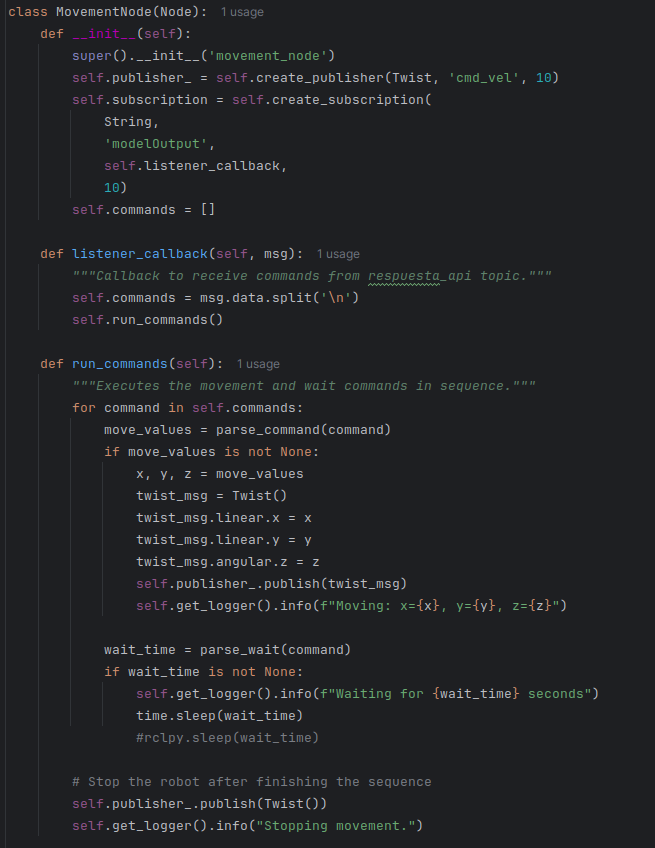 class MovementNode(Node): 1 usage
    def __init__(self):
        super().__init__('movement_node')
        self.publisher_ = self.create_publisher(Twist, 'cmd_vel', 10)
        self.subscription = self.create_subscription(
            String,
            'modelOutput',
            self.listener_callback,
            10)
        self.commands = []

    def listener_callback(self, msg): 1 usage
        """Callback to receive commands from respuesta_api topic."""
        self.commands = msg.data.split('\n')
        self.run_commands()

    def run_commands(self): 1 usage
        """Executes the movement and wait commands in sequence."""
        for command in self.commands:
            move_values = parse_command(command)
            if move_values is not None:
                x, y, z = move_values
                twist_msg = Twist()
                twist_msg.linear.x = x
                twist_msg.linear.y = y
                twist_msg.angular.z = z
                self.publisher_.publish(twist_msg)
                self.get_logger().info(f"Moving: x={x}, y={y}, z={z}")

            wait_time = parse_wait(command)
            if wait_time is not None:
                self.get_logger().info(f"Waiting for {wait_time} seconds")
                time.sleep(wait_time)
                #rclpy.sleep(wait_time)

        # Stop the robot after finishing the sequence
        self.publisher_.publish(Twist())
        self.get_logger().info("Stopping movement.")